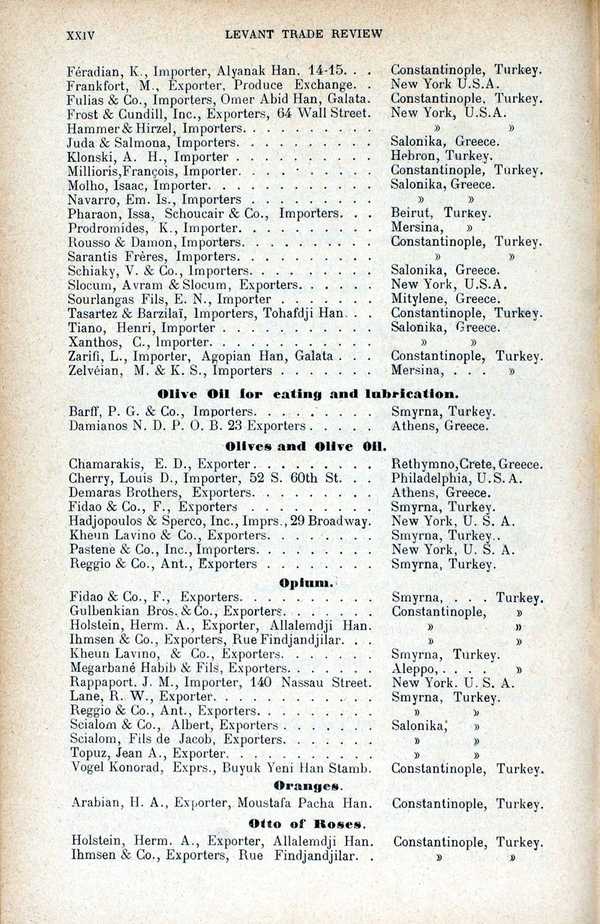 XXIV LEVANT TRADE REVIEW
Féradian, K., Importer, Alyanak Han. 14-15. . . Constantinople, Turkey.
Frankfort, M., Exporter, Produce Exchange. . New York U.S.A.
Fulias & Co., Importers, Omer Abid Han, Galata. Constantinople, Turkey.
Frost & Cundill, Inc., Exporters, 64 Wall Street. New York, U.S.A.
Hammer & Hirzel, Importers. . . . . . . . . » »
Juda & Salmona, Importers. . . . . . . . . . Salonika, Greece.
Klonski, A. H., Importer . . . . . . . . . . Hebron, Turkey.
Millioris, François, Importer. . . . . . . . . Constantinople, Turkey.
Molho, Isaac, Importer. . . . . . . . . . . . Salonika, Greece.
Navarro, Em. Is., Importers . . . . . . . . . » »
Pharaon, Issa, Schoucair & Co., Importers. . . Beirut, Turkey.
Prodromides, K., Importer. . . . . . . . . . Mersina, »
Rousso & Damon, Importers. . . . . . . . . . Constantinople, Turkey.
Sarantis Frères, Importers. . . . . . . . . . » »
Schiaky, V. & Co., Importers. . . . . . . . . Salonika, Greece.
Slocum, Avram & Slocum, Exporters. . . . . . New York, U.S.A.
Sourlangas Fils, E. N., Importer . . . . . . . Mitylene, Greece.
Tasartez & Barzilaï, Importers, Tohafdji Han. . . Constantinople, Turkey.
Tiano, Henri, Importer . . . . . . . . . . . Salonika, Greece.
Xanthos, C., Importer. . . . . . . . . . . . » »
Zarifi, L., Importer, Agopian Han, Galata . . . Constantinople, Turkey.
Zelvéian, M. & K. S., Importers . . . . . . . Mersina, . . . »
Olive Oil for eating and lubrication.
Barff, P. G. & Co., Importers. . . . . . . . . Smyrna, Turkey.
Damianos N. D. P. O. B. 23 Exporters . . . . . Athens, Greece.
Olives and Olive Oil.
Chamarakis, E. D., Exporter. . . . . . . . . Rethymno, Crete, Greece.
Cherry, Louis D., Importer, 52 S. 60th St. . . Philadelphia, U.S.A.
Demaras Brothers, Exporters. . . . . . . . . Athens, Greece.
Fidao & Co., F., Exporters . . . . . . . . . Smyrna, Turkey.
Hadjopoulos & Sperco, Inc., Imprs., 29 Broadway. New York, U. S. A.
Kheun Lavino & Co., Exporters. . . . . . . . Smyrna, Turkey..
Pastene & Co., Inc., Importers. . . . . . . . . New York, U. S. A.
Reggio & Co., Ant., Exporters . . . . . . . . Smyrna, Turkey.
Opium.
Fidao & Co., F., Exporters. . . . . . . . . . Smyrna, . . . Turkey.
Gulbenkian Bros. & Co., Exporters. . . . . . . Constantinople, »
Holstein, Herm. A., Exporter, Allalemdji Han. » »
Ihmsen & Co., Exporters, Rue Findjandjilar. . . » »
Kheun Lavino, & Co., Exporters. . . . . . . Smyrna, Turkey.
Megarbané Habib & Fils, Exporters. . . . . . Aleppo, . . . . »
Rappaport, J. M., Importer, 140 Nassau Street. New York. U. S. A.
Lane, R. W., Exporter. . . . . . . . . . . . Smyrna, Turkey.
Reggio & Co., Ant., Exporters. . . . . . . . . » »
Scialom & Co., Albert, Exporters . . . . . . . Salonika, »
Scialom, Fils de Jacob, Exporters. . . . . . . » »
Topuz, Jean A., Exporter. . . . . . . . . . . » »
Vogel Konorad, Exprs., Buyuk Yeni Han Stamb. Constantinople, Turkey.
Oranges.
Arabian, H. A., Exporter, Moustafa Pacha Han. Constantinople, Turkey.
Otto of Roses.
Holstein, Herm. A., Exporter, Allalemdji Han. Constantinople, Turkey.
Ihmsen & Co., Exporters, Rue Findjandjilar. . » »